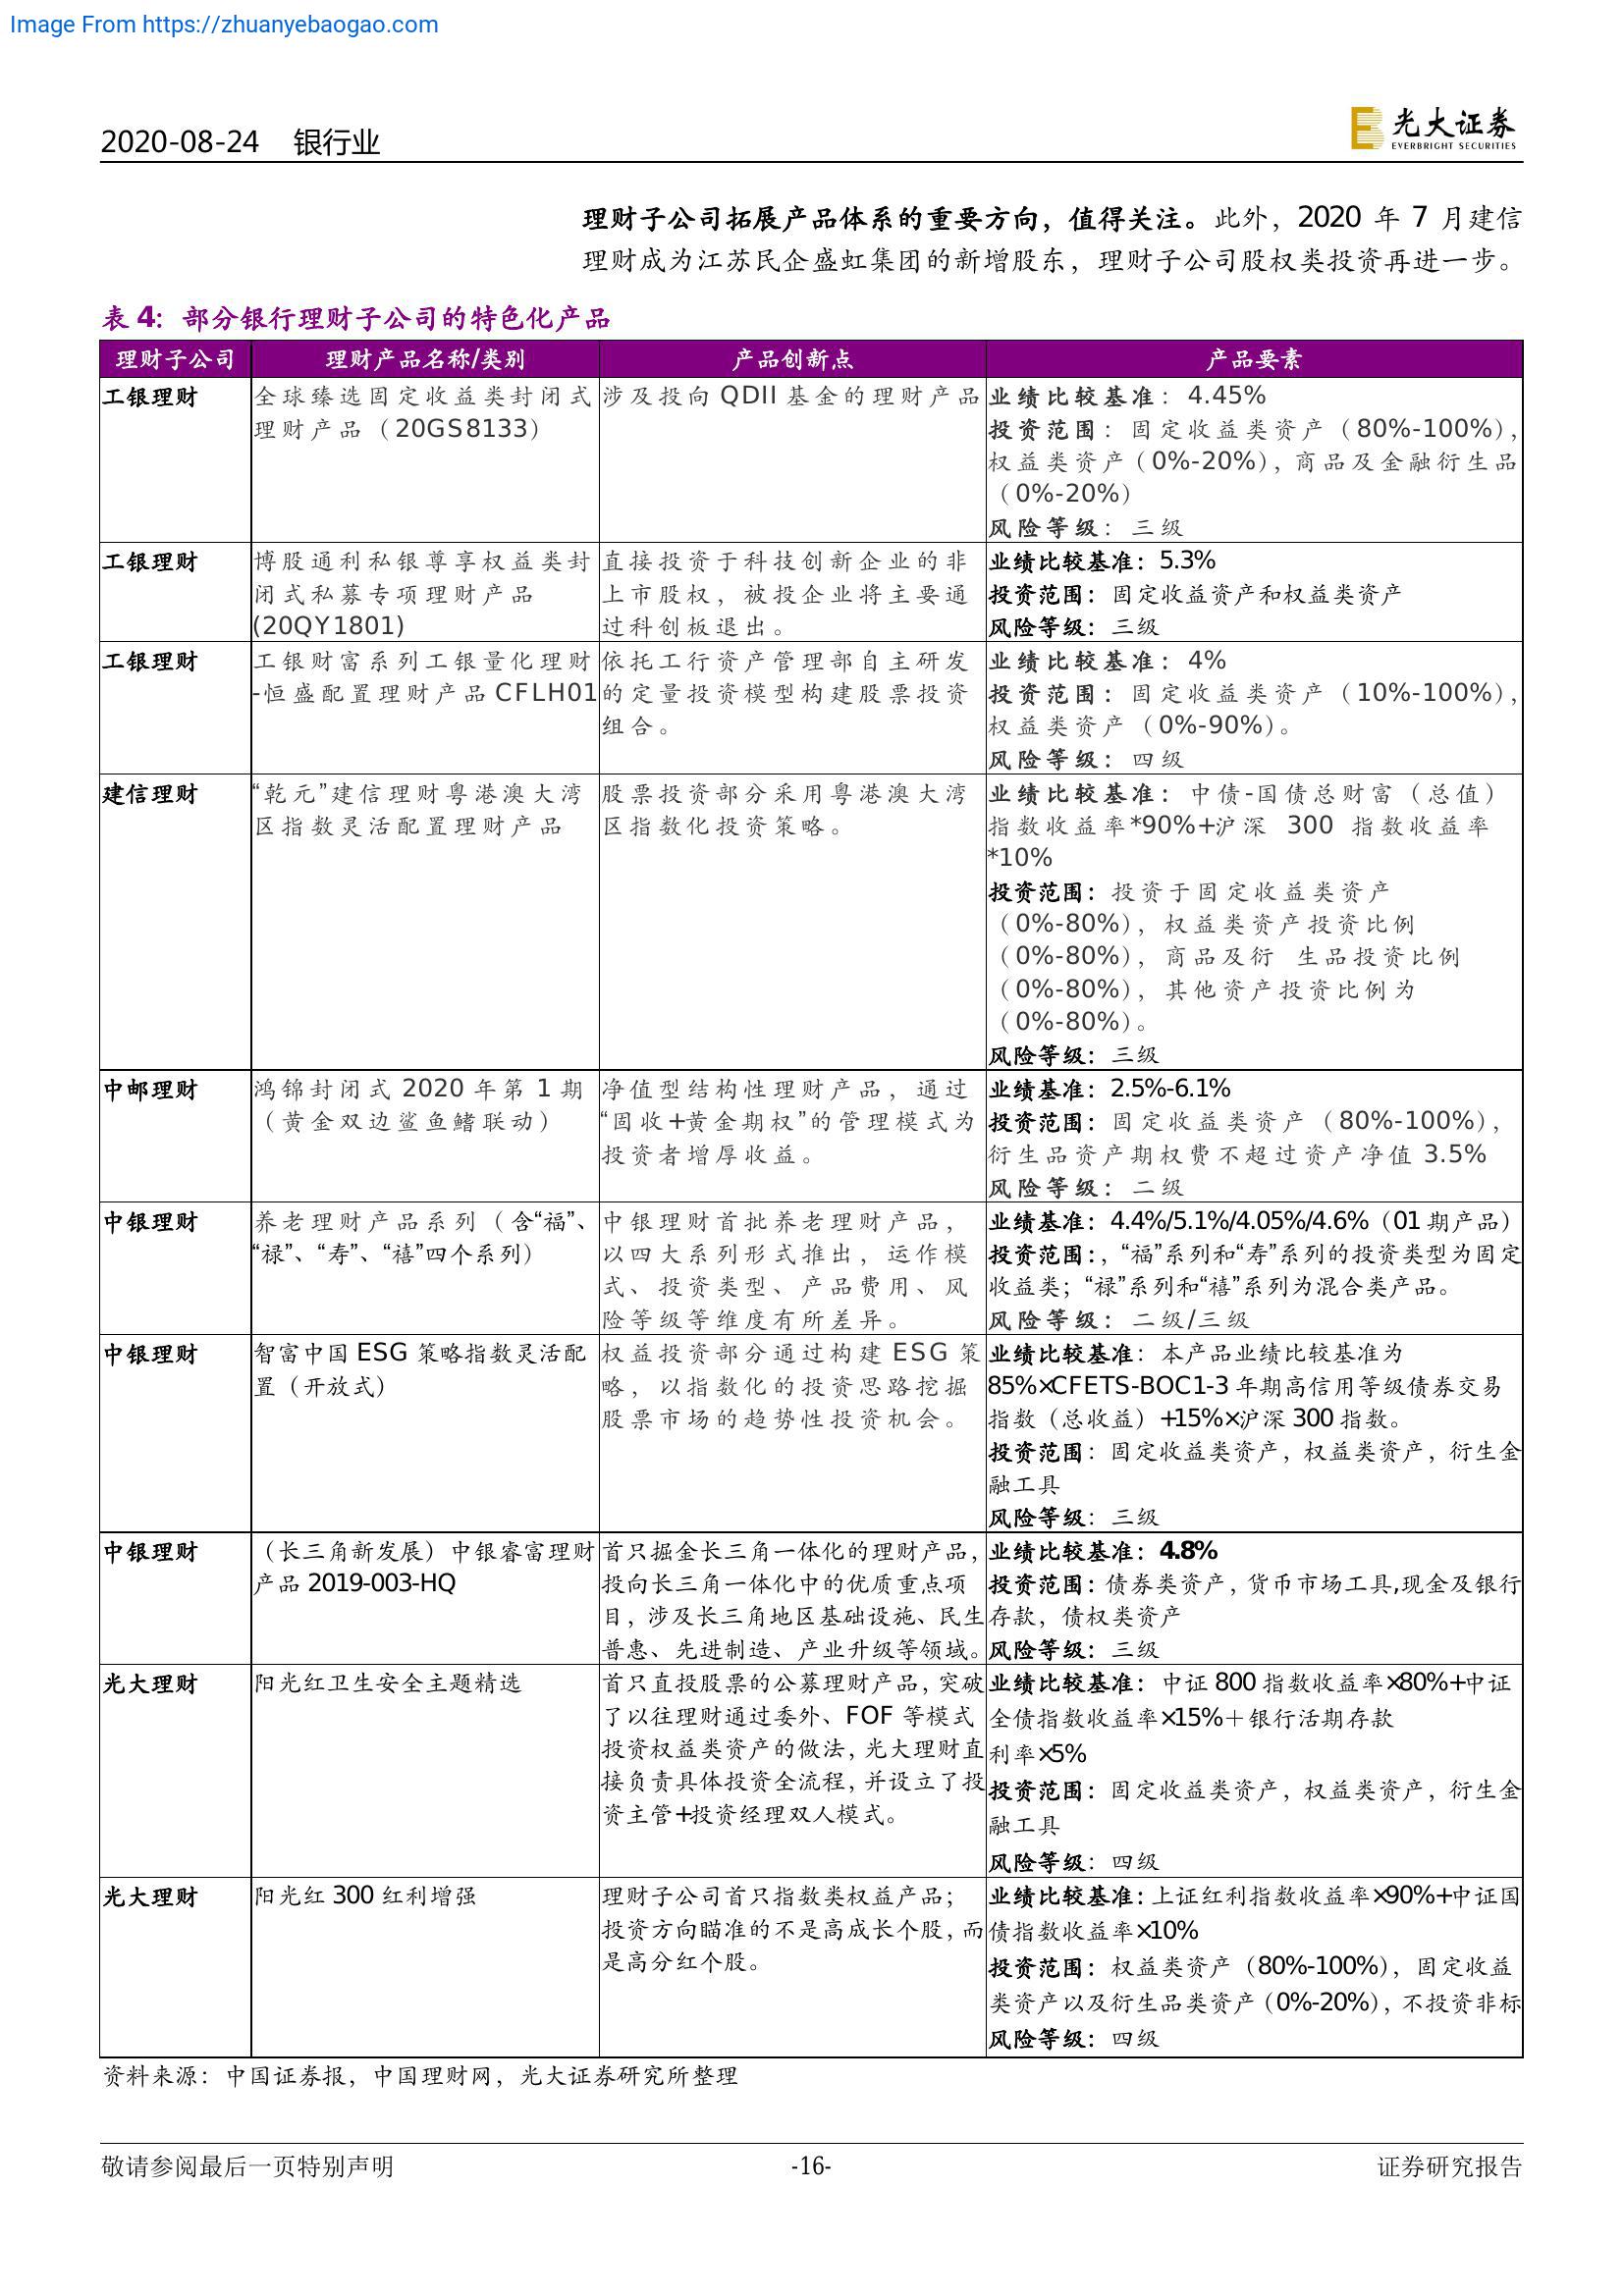 Image From https://zhuanyebaogao.com
2020-08-24 银行业
光大证券
EVERBRIGHT SECURITIES
理财子公司拓展产品体系的重要方向，值得关注。此外，2020 年 7 月建信
理财成为江苏民企盛虹集团的新增股东，理财子公司股权类投资再进一步。
表 4：部分银行理财子公司的特色化产品
理财子公司 理财产品名称/类别 产品创新点 产品要素
工银理财
全球臻选固定收益类封闭式
理财产品（20GS8133）
涉及投向 QDII 基金的理财产品
业绩比较基准：4.45%
投资范围：固定收益类资产（80%-100%），
权益类资产（0%-20%），商品及金融衍生品
（0%-20%）
风险等级：三级
工银理财
博股通利私银尊享权益类封
闭式私募专项理财产品
(20QY1801)
直接投资于科技创新企业的非
上市股权，被投企业将主要通
过科创板退出。
业绩比较基准：5.3%
投资范围：固定收益资产和权益类资产
风险等级：三级
工银理财
工银财富系列工银量化理财
-恒盛配置理财产品 CFLH01
依托工行资产管理部自主研发
的定量投资模型构建股票投资
组合。
业绩比较基准：4%
投资范围：固定收益类资产（10%-100%），
权益类资产（0%-90%）。
风险等级：四级
建信理财
“乾元”建信理财粤港澳大湾
区指数灵活配置理财产品
股票投资部分采用粤港澳大湾
区指数化投资策略。
业绩比较基准：中债-国债总财富（总值）
指数收益率*90%+沪深 300 指数收益率
*10%
投资范围：投资于固定收益类资产
（0%-80%），权益类资产投资比例
（0%-80%），商品及衍 生品投资比例
（0%-80%），其他资产投资比例为
（0%-80%）。
风险等级：三级
中邮理财
鸿锦封闭式 2020 年第 1 期
（黄金双边鲨鱼鳍联动）
净值型结构性理财产品，通过
“固收+黄金期权”的管理模式为
投资者增厚收益。
业绩基准：2.5%-6.1%
投资范围：固定收益类资产（80%-100%），
衍生品资产期权费不超过资产净值 3.5%
风险等级：二级
中银理财
养老理财产品系列（含“福”、
“禄”、“寿”、“禧”四个系列）
中银理财首批养老理财产品，
以四大系列形式推出，运作模
式、投资类型、产品费用、风
险等级等维度有所差异。
业绩基准：4.4%/5.1%/4.05%/4.6%（01 期产品）
投资范围：，“福”系列和“寿”系列的投资类型为固定
收益类；“禄”系列和“禧”系列为混合类产品。
风险等级：二级/三级
中银理财
智富中国 ESG 策略指数灵活配
置（开放式）
权益投资部分通过构建 ESG 策
略，以指数化的投资思路挖掘
股票市场的趋势性投资机会。
业绩比较基准：本产品业绩比较基准为
85%×CFETS-BOC1-3 年期高信用等级债券交易
指数（总收益）+15%×沪深 300 指数。
投资范围：固定收益类资产，权益类资产，衍生金
融工具
风险等级：三级
中银理财
（长三角新发展）中银睿富理财
产品 2019-003-HQ
首只掘金长三角一体化的理财产品，
投向长三角一体化中的优质重点项
目，涉及长三角地区基础设施、民生
普惠、先进制造、产业升级等领域。
业绩比较基准：4.8%
投资范围：债券类资产，货币市场工具,现金及银行
存款，债权类资产
风险等级：三级
光大理财
阳光红卫生安全主题精选
首只直投股票的公募理财产品，突破
了以往理财通过委外、FOF 等模式
投资权益类资产的做法，光大理财直
接负责具体投资全流程，并设立了投
资主管+投资经理双人模式。
业绩比较基准：中证 800 指数收益率×80%+中证
全债指数收益率×15%＋银行活期存款
利率×5%
投资范围：固定收益类资产，权益类资产，衍生金
融工具
风险等级：四级
光大理财
阳光红 300 红利增强
理财子公司首只指数类权益产品；
投资方向瞄准的不是高成长个股，而
是高分红个股。
业绩比较基准：上证红利指数收益率×90%+中证国
债指数收益率×10%
投资范围：权益类资产（80%-100%），固定收益
类资产以及衍生品类资产（0%-20%），不投资非标
风险等级：四级
资料来源：中国证券报，中国理财网，光大证券研究所整理
敬请参阅最后一页特别声明 -16- 证券研究报告